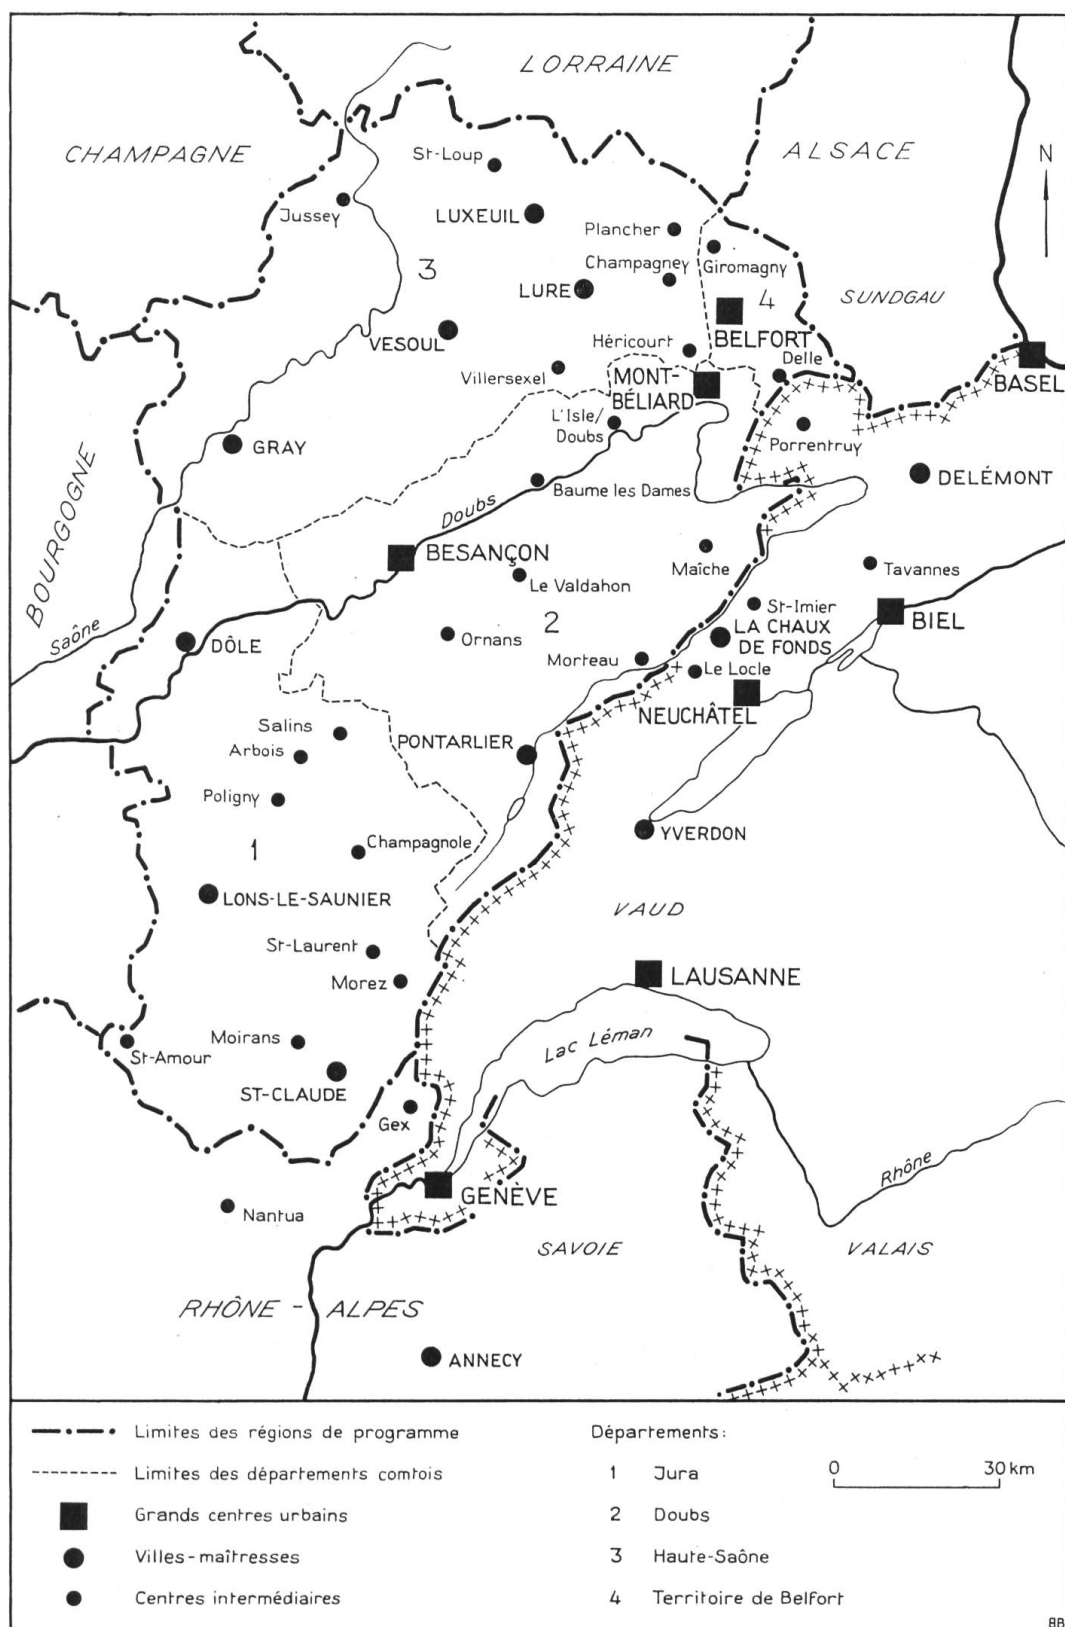 LORRAINE
CHAMPAGNE
ALSACE
N
St-Loup
Jussey
LUXEUIL
Plancher
Giromagny
Champagney
3
LURE
4
SUNDGAU
VESOUL
BELFORT
Héricourt
Delle
BASEL
Villersexel
MONT-
BÉLIARD
L'Isle/
Doubs
Porrentruy
GRAY
DELÉMONT
BOURGOGNE
Baume les Dames
Doubs
BESANÇON
Maîche
Tavannes
Le Valdahon
St-Imier
2
BIEL
LA CHAUX
DE FONDS
Saône
DÔLE
Ornans
Morteau
Le Locle
NEUCHÂTEL
Salins
Arbois
PONTARLIER
Poligny
YVERDON
Champagnole
1
LONS-LE-SAUNIER
VAUD
St-Laurent
Morez
LAUSANNE
Moirans
Lac Léman
St-Amour
ST-CLAUDE
Gex
Rhône
GENÈVE
Nantua
SAVOIE
VALAIS
RHÔNE - ALPES
ANNECY
Limites des régions de programme
Limites des départements comtois
Grands centres urbains
Villes-maîtresses
Centres intermédiaires
Départements:
1 Jura
2 Doubs
3 Haute-Saône
4 Territoire de Belfort
0 30 km
BB